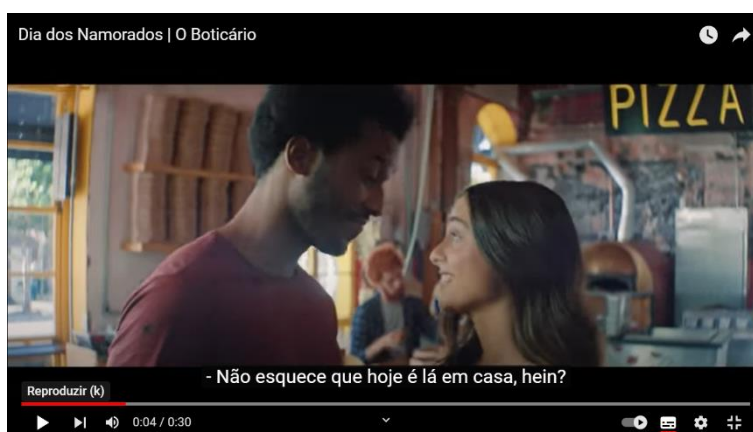 Dia dos Namorados | O Boticário
PIZZA
- Não esquece que hoje é lá em casa, hein?
Reproduzir (k)
0:04 / 0:30